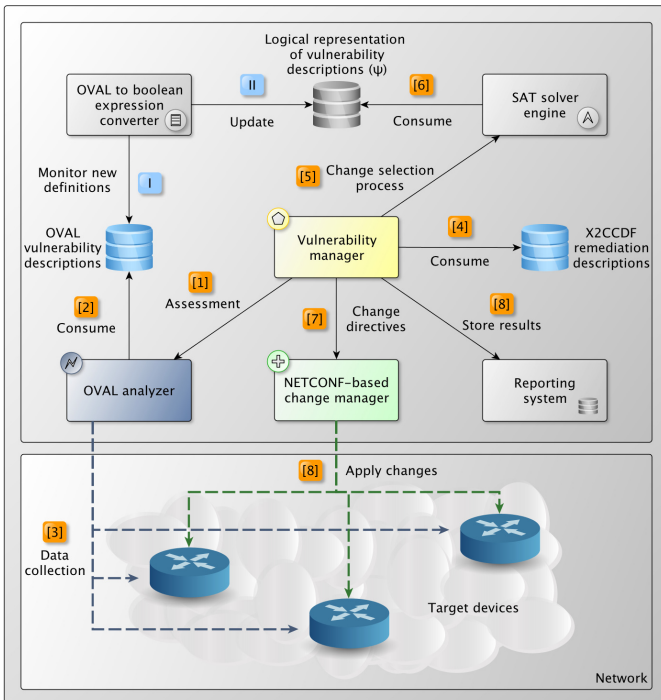 Logical representation
of vulnerability
descriptions (ψ)
OVAL to boolean
expression
converter
II
Update
[6]
Consume
SAT solver
engine
Monitor new
definitions
I
[5]
Change selection
process
OVAL
vulnerability
descriptions
Vulnerability
manager
[4]
Consume
X2CCDF
remediation
descriptions
[2]
Consume
[1]
Assessment
[7]
Change
directives
[8]
Store results
OVAL analyzer
NETCONF-based
change manager
Reporting
system
[8]
Apply changes
[3]
Data
collection
Target devices
Network